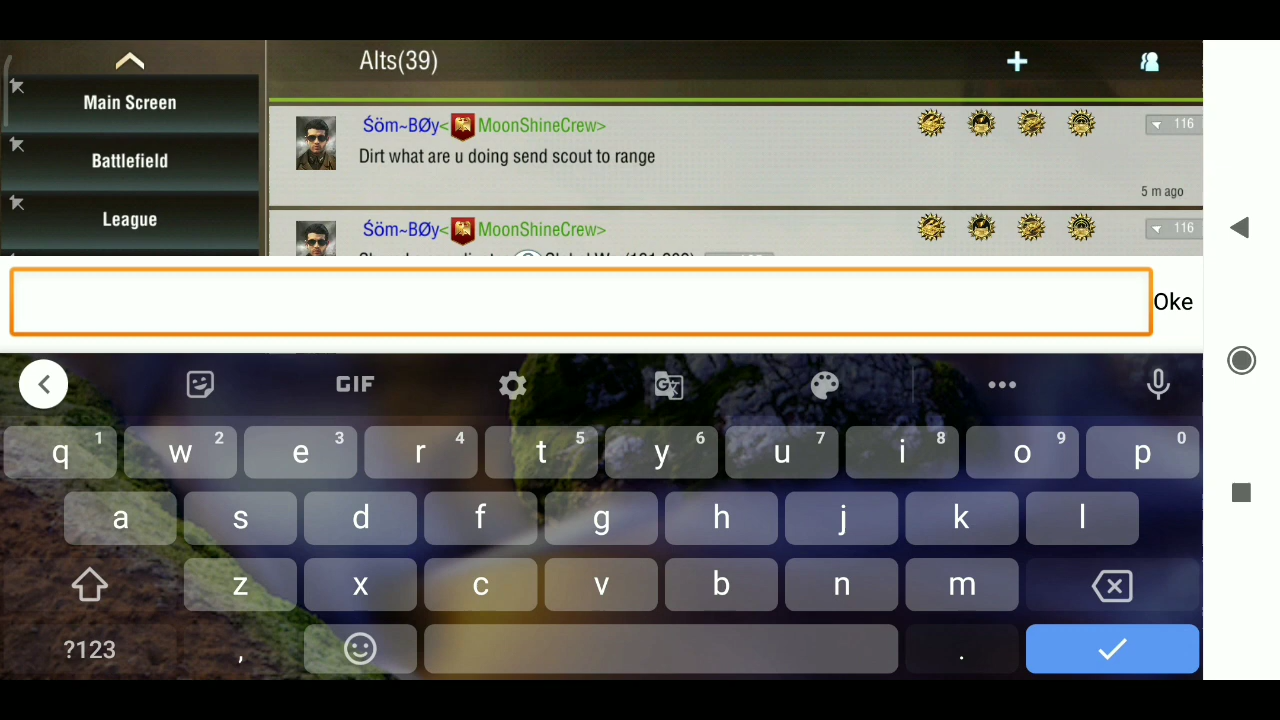 Alts(39)
Main Screen
Battlefield
League
Śöm~BØy< MoonShineCrew>
116
Dirt what are u doing send scout to range
5 m ago
Śöm~BØy< MoonShineCrew>
116
Oke
GIF
q 1 w 2 e 3 r 4 t 5 y 6 u 7 i 8 o 9 p 0
a s d f g h j k l
z x c v b n m
?123 , .